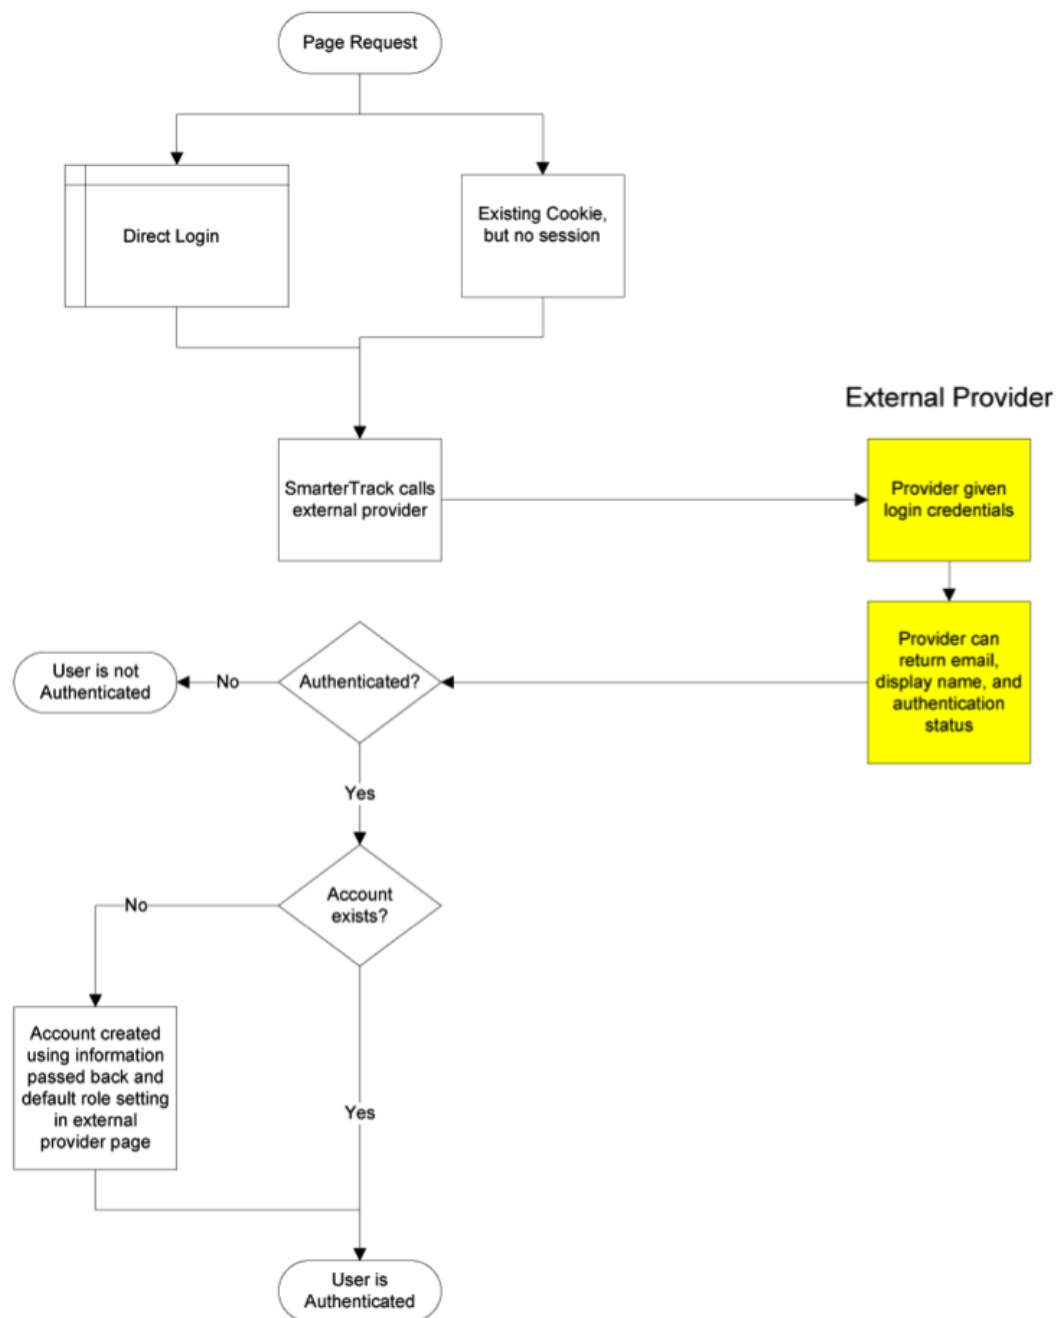 Page Request
Direct Login
Existing Cookie,
but no session
External Provider
SmarterTrack calls
external provider
Provider given
login credentials
Provider can
return email,
display name, and
authentication
status
Authenticated?
No
User is not
Authenticated
Yes
Account
exists?
No
Account created
using information
passed back and
default role setting
in external
provider page
Yes
User is
Authenticated